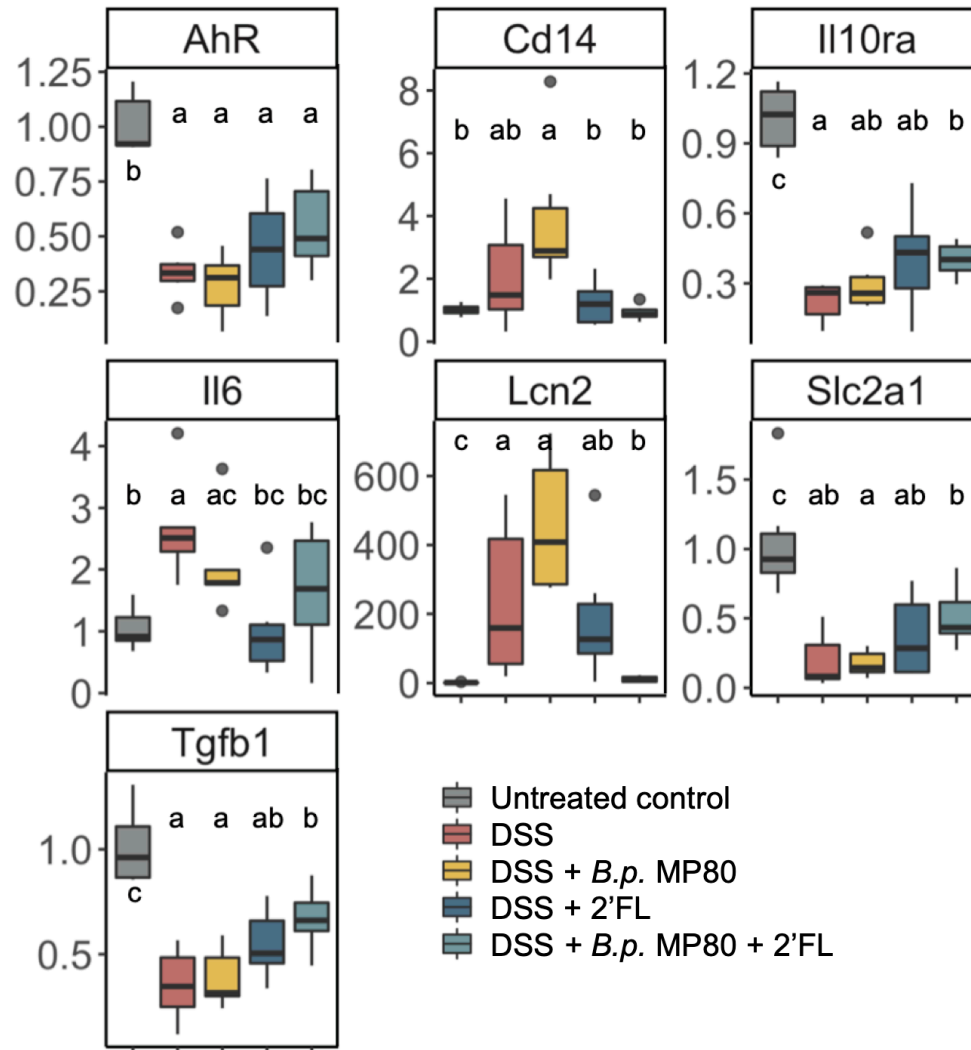 AhR
Cd14
Il10ra
1.25
1.00
0.75
0.50
0.25
a a a a
b
8
6
4
2
0
b ab a b b
1.2
0.9
0.6
0.3
a ab ab b
c
Il6
Lcn2
Slc2a1
4
3
2
1
0
b a ac bc bc
600
400
200
0
c a a ab b
1.5
1.0
0.5
0.0
c ab a ab b
Tgfb1
1.0
0.5
a a ab b
c
Untreated control
DSS
DSS + B.p. MP80
DSS + 2'FL
DSS + B.p. MP80 + 2'FL